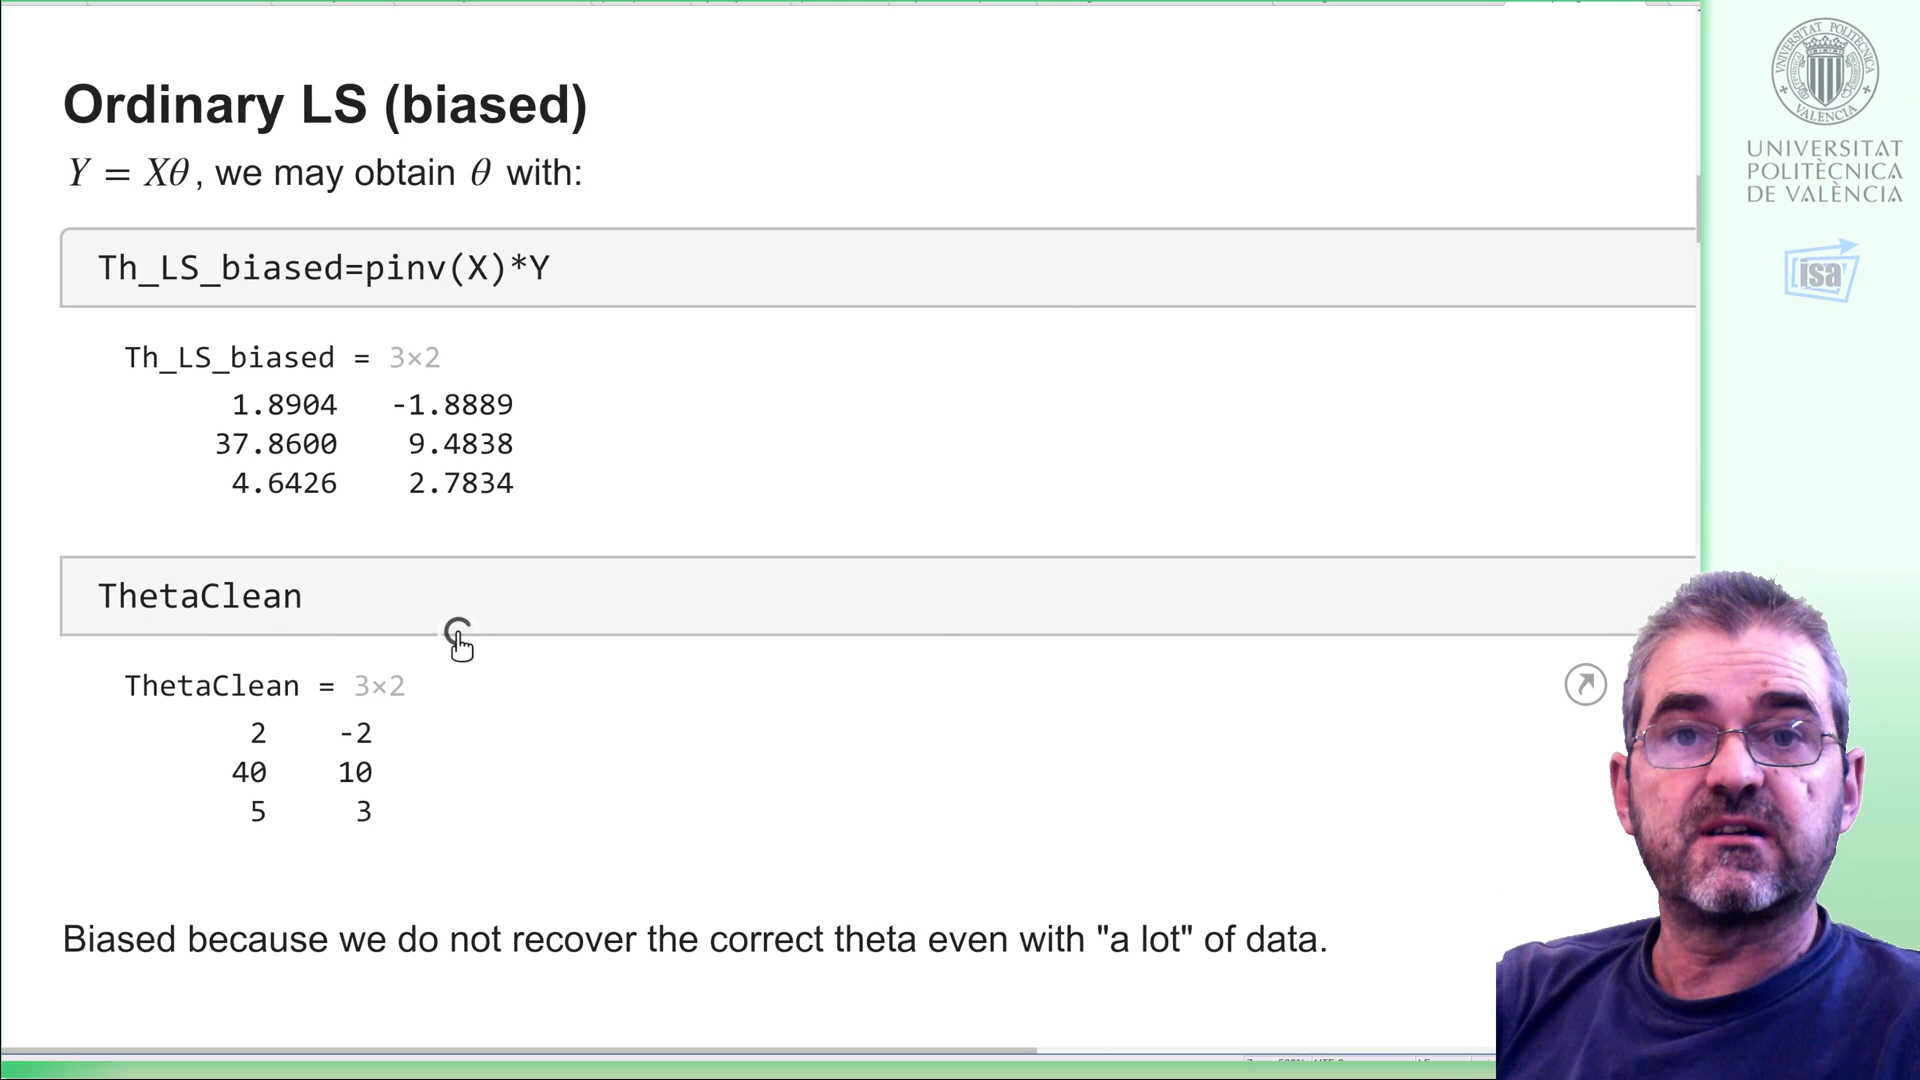 Ordinary LS (biased)
Y = Xθ, we may obtain θ with:
Th_LS_biased=pinv(X)*Y
Th_LS_biased = 3×2
1.8904 -1.8889
37.8600 9.4838
4.6426 2.7834
ThetaClean
ThetaClean = 3×2
2 -2
40 10
5 3
Biased because we do not recover the correct theta even with "a lot" of data.
UNIVERSITAT
POLITÈCNICA
DE VALÈNCIA
isa